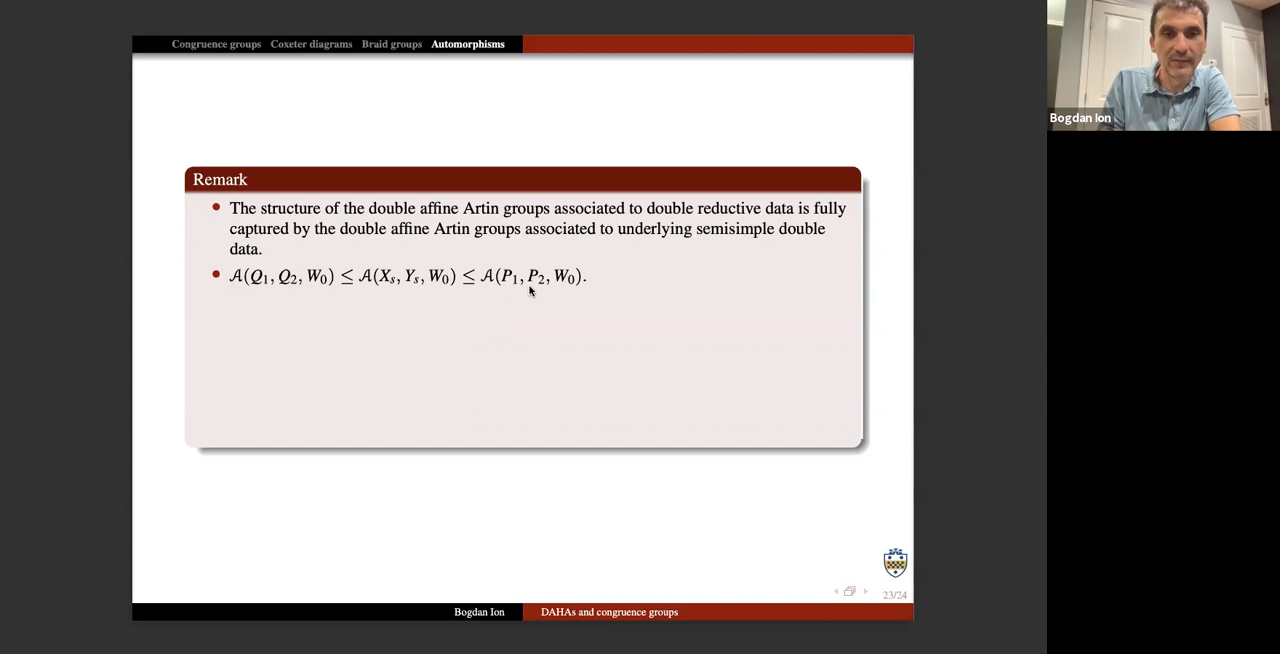 Congruence groups Coxeter diagrams Braid groups Automorphisms
Bogdan Ion
Remark
• The structure of the double affine Artin groups associated to double reductive data is fully
captured by the double affine Artin groups associated to underlying semisimple double
data.
• 𝒜(Q₁, Q₂, W₀) ≤ 𝒜(Xₛ, Yₛ, W₀) ≤ 𝒜(P₁, P₂, W₀).
23/24
Bogdan Ion DAHAs and congruence groups